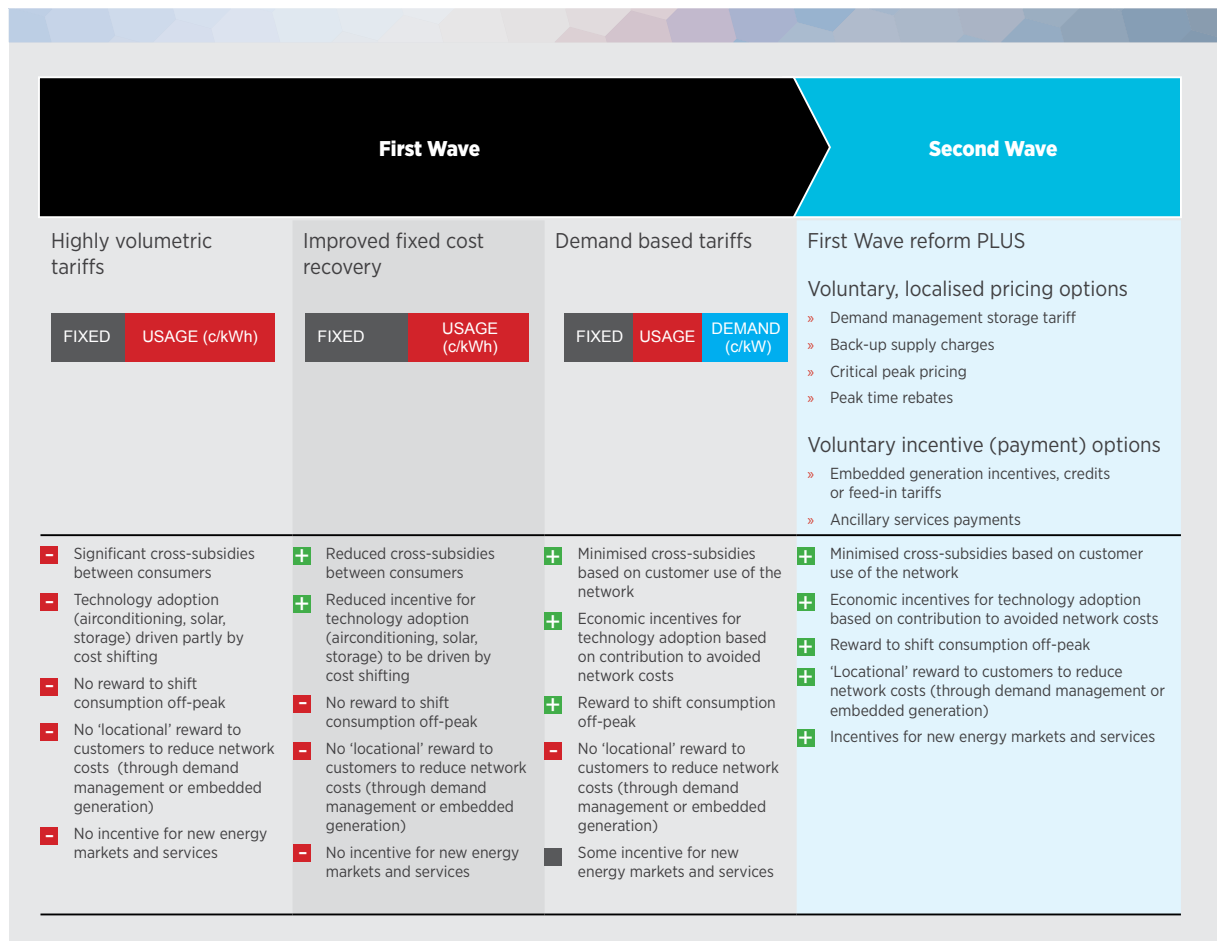 First Wave
Second Wave
Highly volumetric
tariffs
FIXED
USAGE (c/kWh)
-
Significant cross-subsidies
between consumers
-
Technology adoption
(airconditioning, solar,
storage) driven partly by
cost shifting
-
No reward to shift
consumption off-peak
-
No ‘locational’ reward to
customers to reduce network
costs  (through demand
management or embedded
generation)
-
No incentive for new energy
markets and services
Improved fixed cost
recovery
FIXED
USAGE
(c/kWh)
+
Reduced cross-subsidies
between consumers
+
Reduced incentive for
technology adoption
(airconditioning, solar,
storage) to be driven by
cost shifting
-
No reward to shift
consumption off-peak
-
No ‘locational’ reward to
customers to reduce network
costs (through demand
management or embedded
generation)
-
No incentive for new energy
markets and services
Demand based tariffs
FIXED
USAGE
DEMAND
(c/kW)
+
Minimised cross-subsidies
based on customer use of the
network
+
Economic incentives for
technology adoption based
on contribution to avoided
network costs
+
Reward to shift consumption
off-peak
-
No ‘locational’ reward to
customers to reduce network
costs (through demand
management or embedded
generation)
Some incentive for new
energy markets and services
First Wave reform PLUS
Voluntary, localised pricing options
» Demand management storage tariff
» Back-up supply charges
» Critical peak pricing
» Peak time rebates
Voluntary incentive (payment) options
» Embedded generation incentives, credits
or feed-in tariffs
» Ancillary services payments
+
Minimised cross-subsidies based on customer
use of the network
+
Economic incentives for technology adoption
based on contribution to avoided network costs
+
Reward to shift consumption off-peak
+
‘Locational’ reward to customers to reduce
network costs (through demand management or
embedded generation)
+
Incentives for new energy markets and services